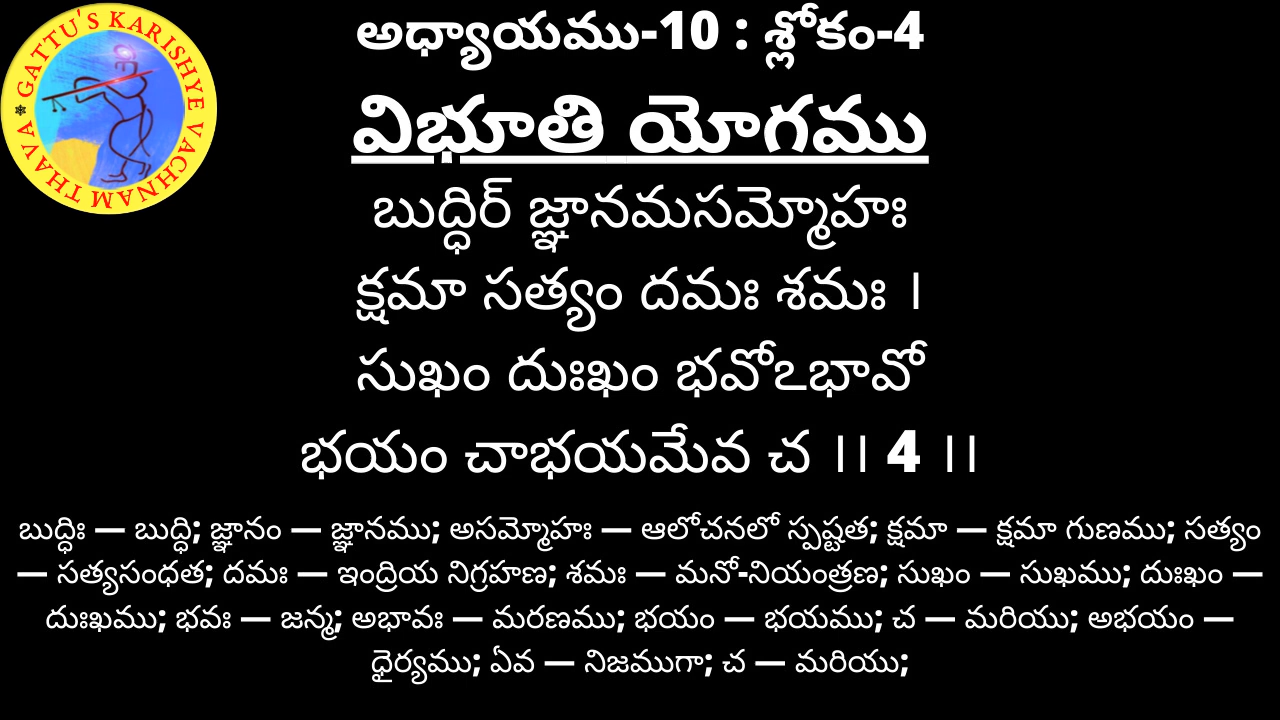 GATTU'S KARISHYE VACHNAM THAVA
అధ్యాయము-10 : శ్లోకం-4
విభూతి యోగము
బుద్ధిర్ జ్ఞానమసమ్మోహః
క్షమా సత్యం దమః శమః ।
సుఖం దుఃఖం భవోఽభావో
భయం చాభయమేవ చ ।। 4 ।।
బుద్ధిః — బుద్ధి; జ్ఞానం — జ్ఞానము; అసమ్మోహః — ఆలోచనలో స్పష్టత; క్షమా — క్షమా గుణము; సత్యం
— సత్యసంధత; దమః — ఇంద్రియ నిగ్రహణ; శమః — మనో-నియంత్రణ; సుఖం — సుఖము; దుఃఖం —
దుఃఖము; భవః — జన్మ; అభావః — మరణము; భయం — భయము; చ — మరియు; అభయం —
ధైర్యము; ఏవ — నిజముగా; చ — మరియు;